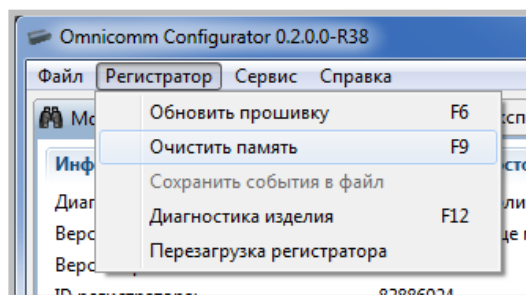 Omnicomm Configurator 0.2.0.0-R38
Файл Регистратор Сервис Справка
Обновить прошивку F6
Очистить память F9
Сохранить события в файл
Диагностика изделия F12
Перезагрузка регистратора